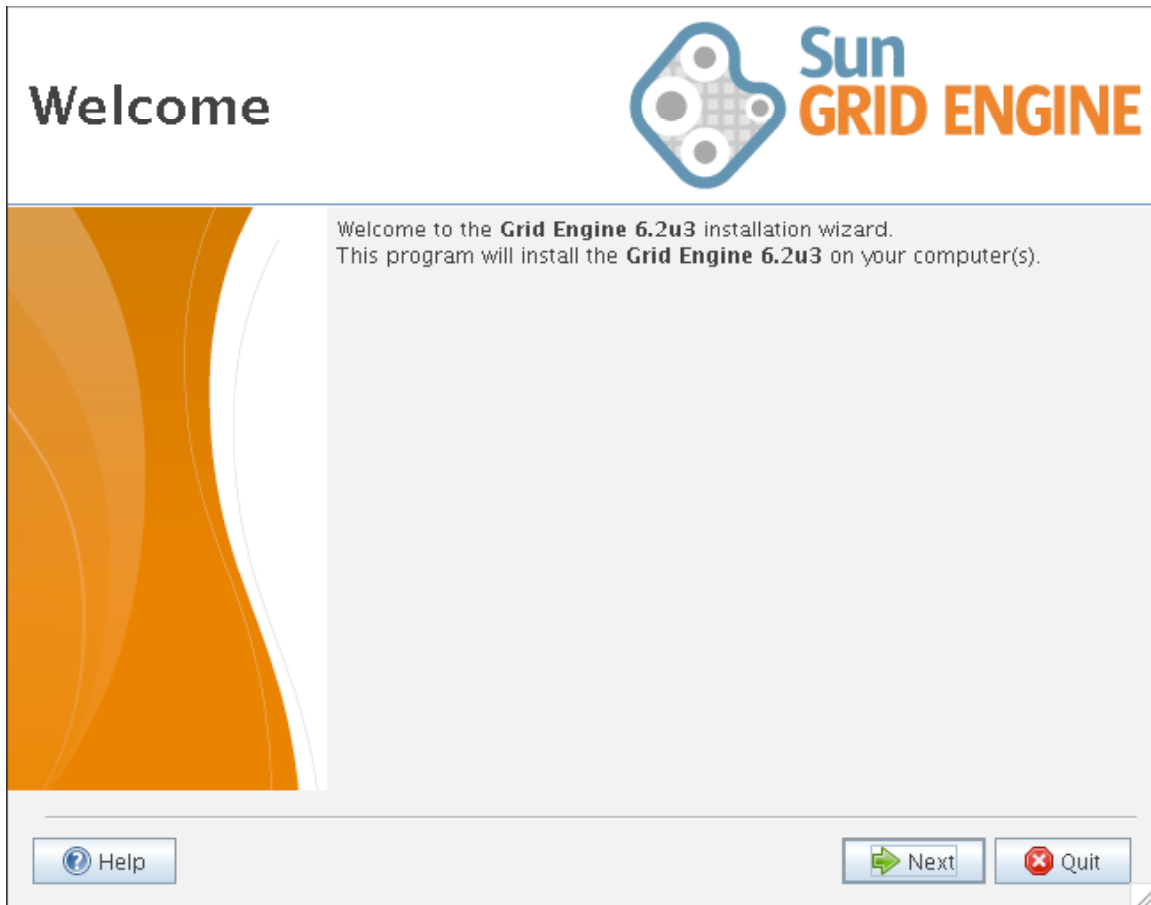 Welcome
Sun
GRID ENGINE
Welcome to the Grid Engine 6.2u3 installation wizard.
This program will install the Grid Engine 6.2u3 on your computer(s).
Help
Next
Quit